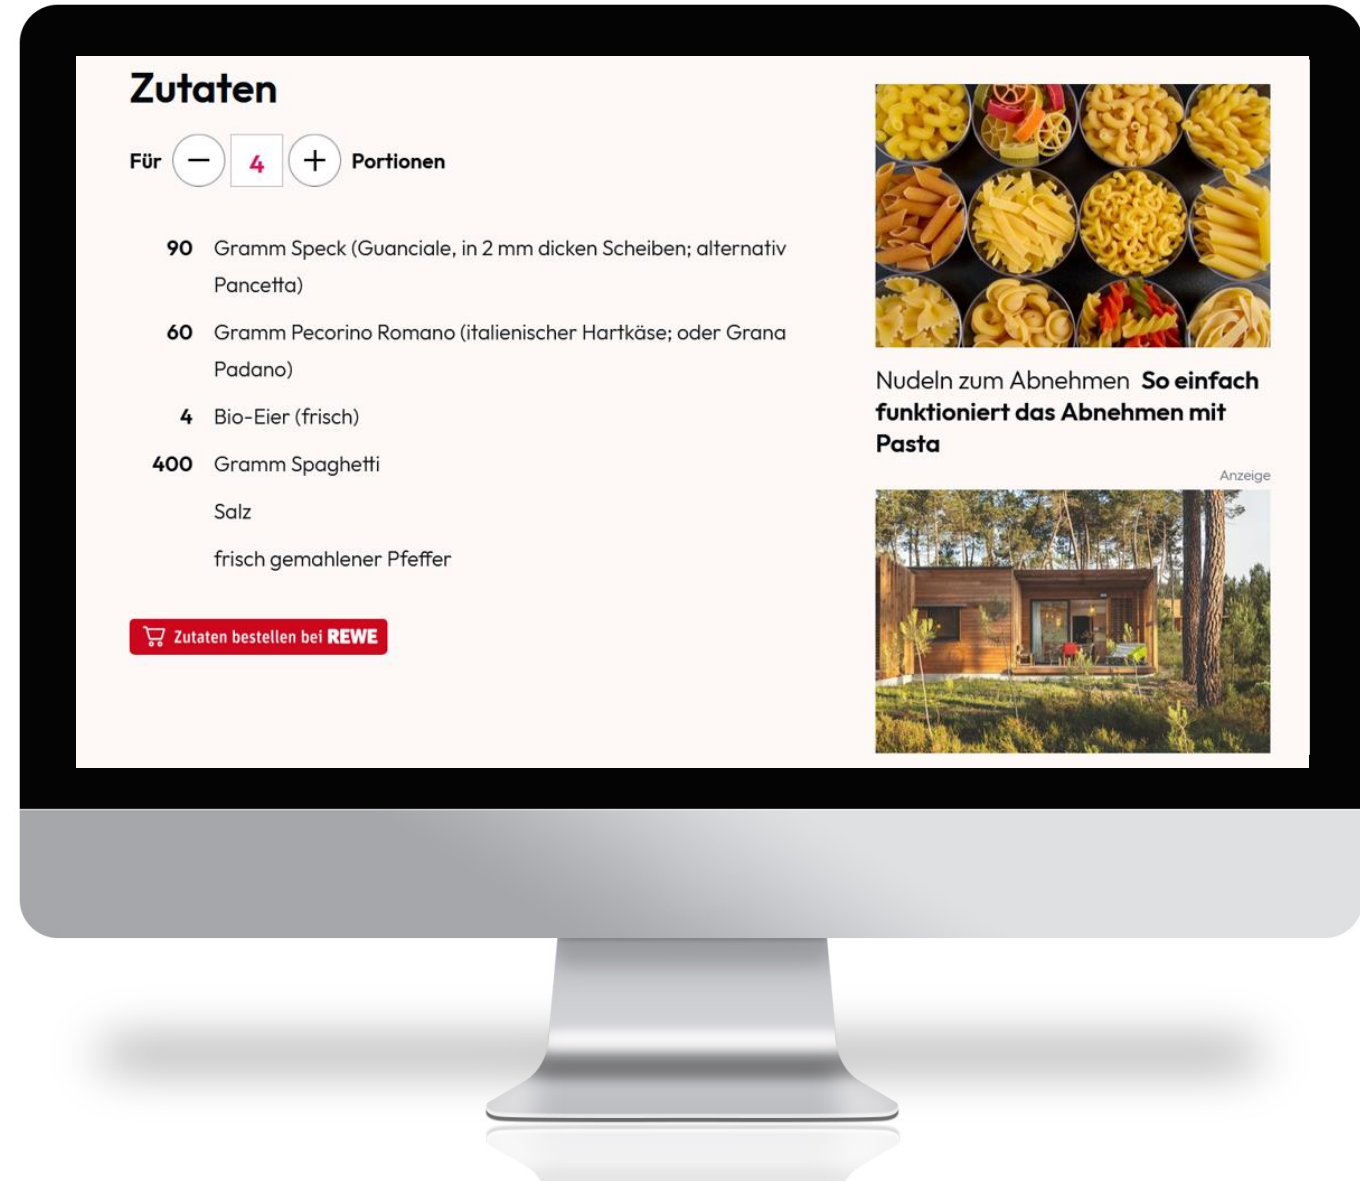 Zutaten
Für − 4 + Portionen
90 Gramm Speck (Guanciale, in 2 mm dicken Scheiben; alternativ
Pancetta)
60 Gramm Pecorino Romano (italienischer Hartkäse; oder Grana
Padano)
4 Bio-Eier (frisch)
400 Gramm Spaghetti
Salz
frisch gemahlener Pfeffer
Zutaten bestellen bei REWE
Nudeln zum Abnehmen So einfach
funktioniert das Abnehmen mit
Pasta
Anzeige